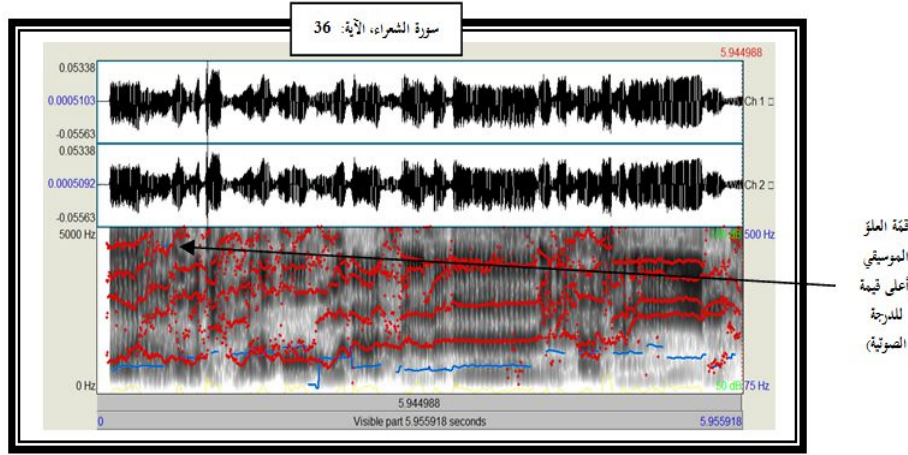 سورة الشعراء، الآية: 36
5.944988
0.05338
0.0005103
Ch 1
-0.05563
0.05338
0.0005092
Ch 2
-0.05563
5000 Hz
500 Hz
قمّة العلوّ
الموسيقي
أعلى قيمة
للدرجة
الصوتية)
0 Hz
50 dB
75 Hz
5.944988
0
Visible part 5.955918 seconds
5.955918